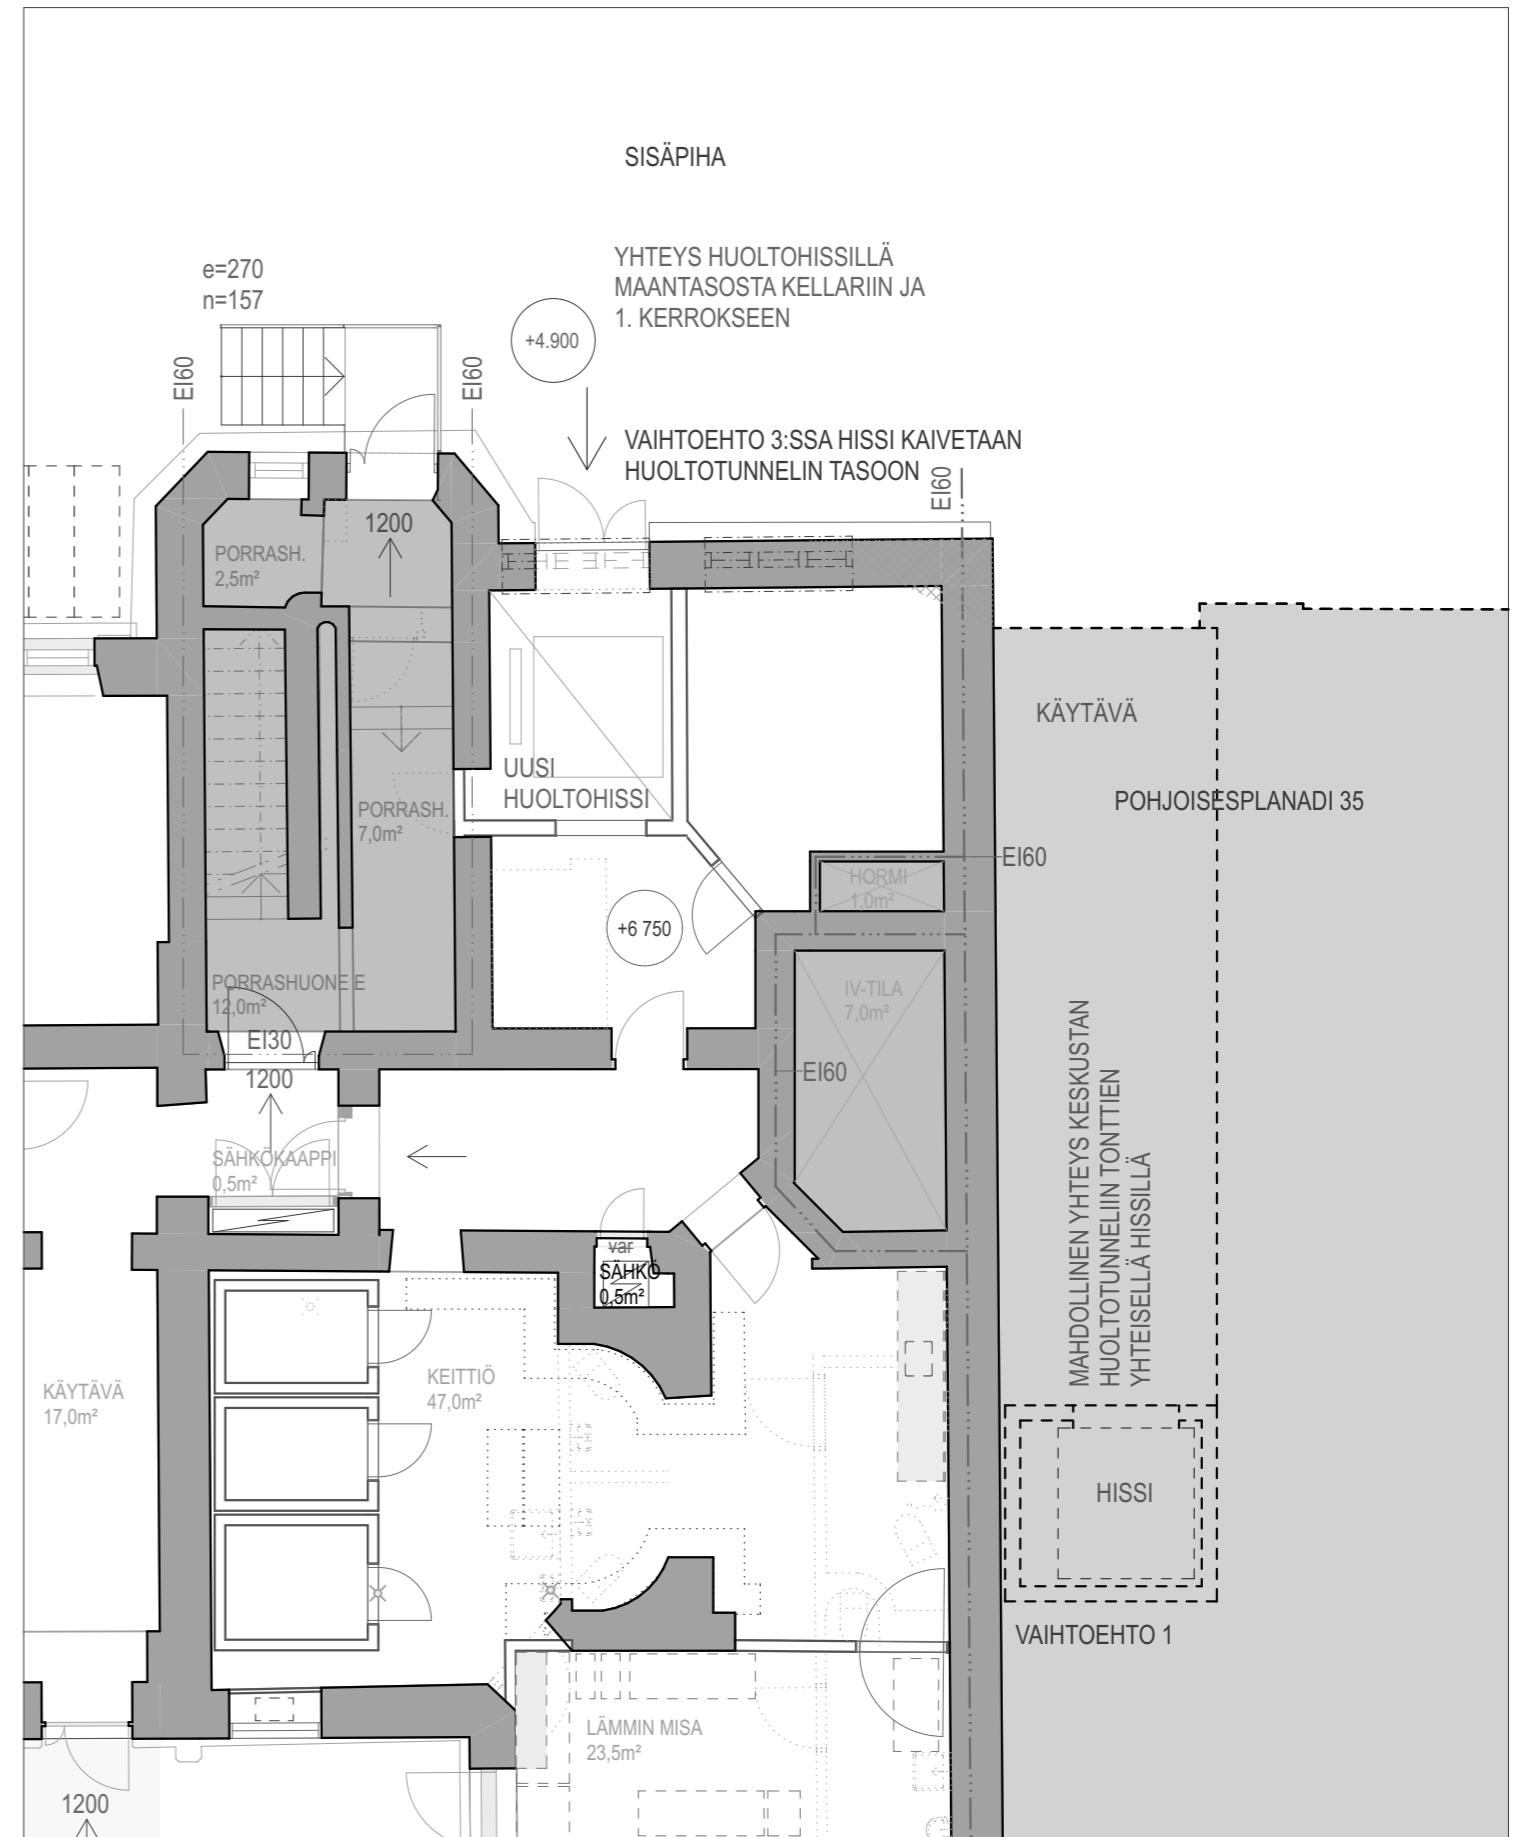 SISÄPIHA
e=270
n=157
YHTEYS HUOLTOHISSILLÄ
MAANTASOSTA KELLARIIN JA
1. KERROKSEEN
+4.900
EI60
EI60
VAIHTOEHTO 3:SSA HISSI KAIVETAAN
HUOLTOTUNNELIN TASOON
EI60
1200
PORRASH.
2,5m²
KÄYTÄVÄ
UUSI
HUOLTOHISSI
POHJOISESPLANADI 35
PORRASH.
7,0m²
EI60
HORMI
1,0m²
+6 750
PORRASHUONE E
12,0m²
IV-TILA
7,0m²
EI30
1200
EI60
MAHDOLLINEN YHTEYS KESKUSTAN
HUOLTOTUNNELIIN TONTTIEN
YHTEISELLÄ HISSILLÄ
SÄHKÖKAAPPI
0,5m²
var
SÄHKÖ
0,5m²
KÄYTÄVÄ
17,0m²
KEITTIÖ
47,0m²
HISSI
VAIHTOEHTO 1
LÄMMIN MISA
23,5m²
1200